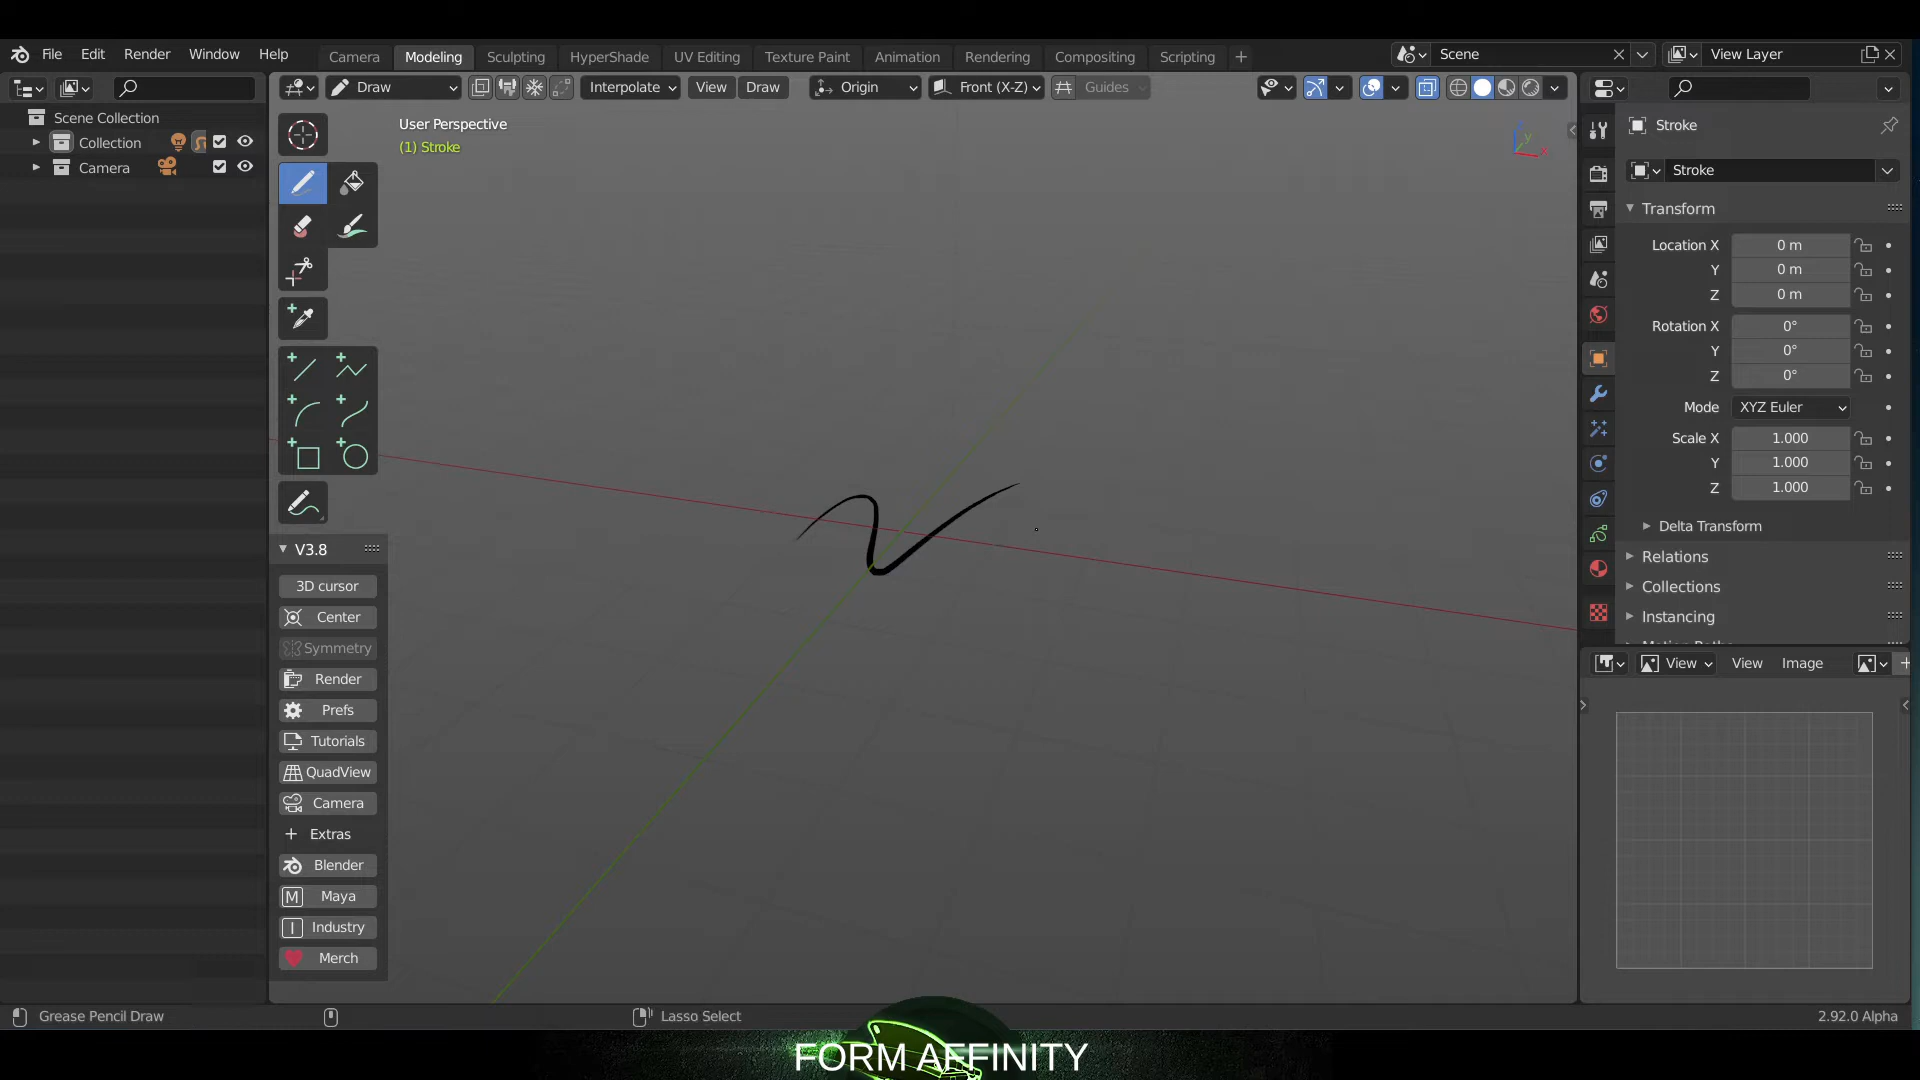 File Edit Render Window Help Camera Modeling Sculpting HyperShade UV Editing Texture Paint Animation Rendering Compositing Scripting + Scene View Layer
Draw Interpolate View Draw Origin Front (X-Z) Guides
Scene Collection
Collection
Camera
User Perspective
(1) Stroke
V3.8
3D cursor
Center
Symmetry
Render
Prefs
Tutorials
QuadView
Camera
+ Extras
Blender
M Maya
I Industry
Merch
Stroke
Stroke
Transform
Location X 0 m
Y 0 m
Z 0 m
Rotation X 0°
Y 0°
Z 0°
Mode XYZ Euler
Scale X 1.000
Y 1.000
Z 1.000
Delta Transform
Relations
Collections
Instancing
View View Image
Grease Pencil Draw Lasso Select 2.92.0 Alpha
FORM AFFINITY